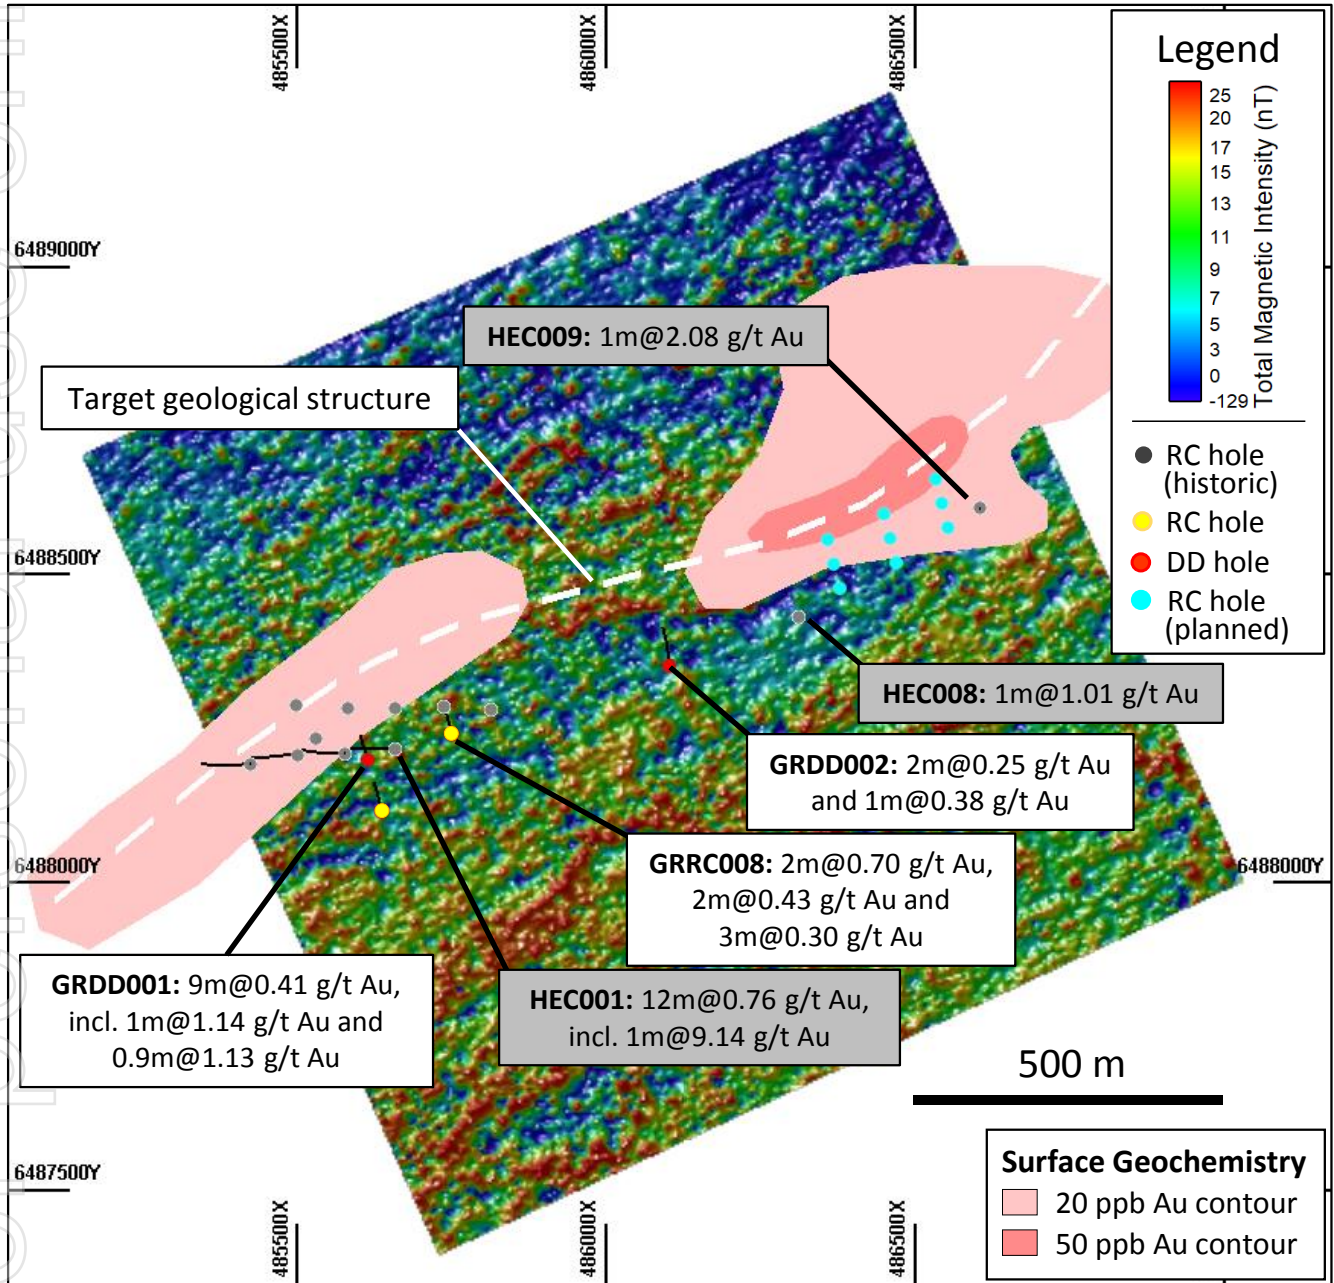 485500X
486000X
486500X
Legend
25
20
17
15
13
11
9
7
5
3
0
-129
Total Magnetic Intensity (nT)
RC hole
(historic)
RC hole
DD hole
RC hole
(planned)
6489000Y
HEC009: 1m@2.08 g/t Au
Target geological structure
6488500Y
HEC008: 1m@1.01 g/t Au
GRDD002: 2m@0.25 g/t Au
and 1m@0.38 g/t Au
GRRC008: 2m@0.70 g/t Au,
2m@0.43 g/t Au and
3m@0.30 g/t Au
6488000Y
6488000Y
GRDD001: 9m@0.41 g/t Au,
incl. 1m@1.14 g/t Au and
0.9m@1.13 g/t Au
HEC001: 12m@0.76 g/t Au,
incl. 1m@9.14 g/t Au
500 m
Surface Geochemistry
20 ppb Au contour
50 ppb Au contour
6487500Y
485500X
486000X
486500X